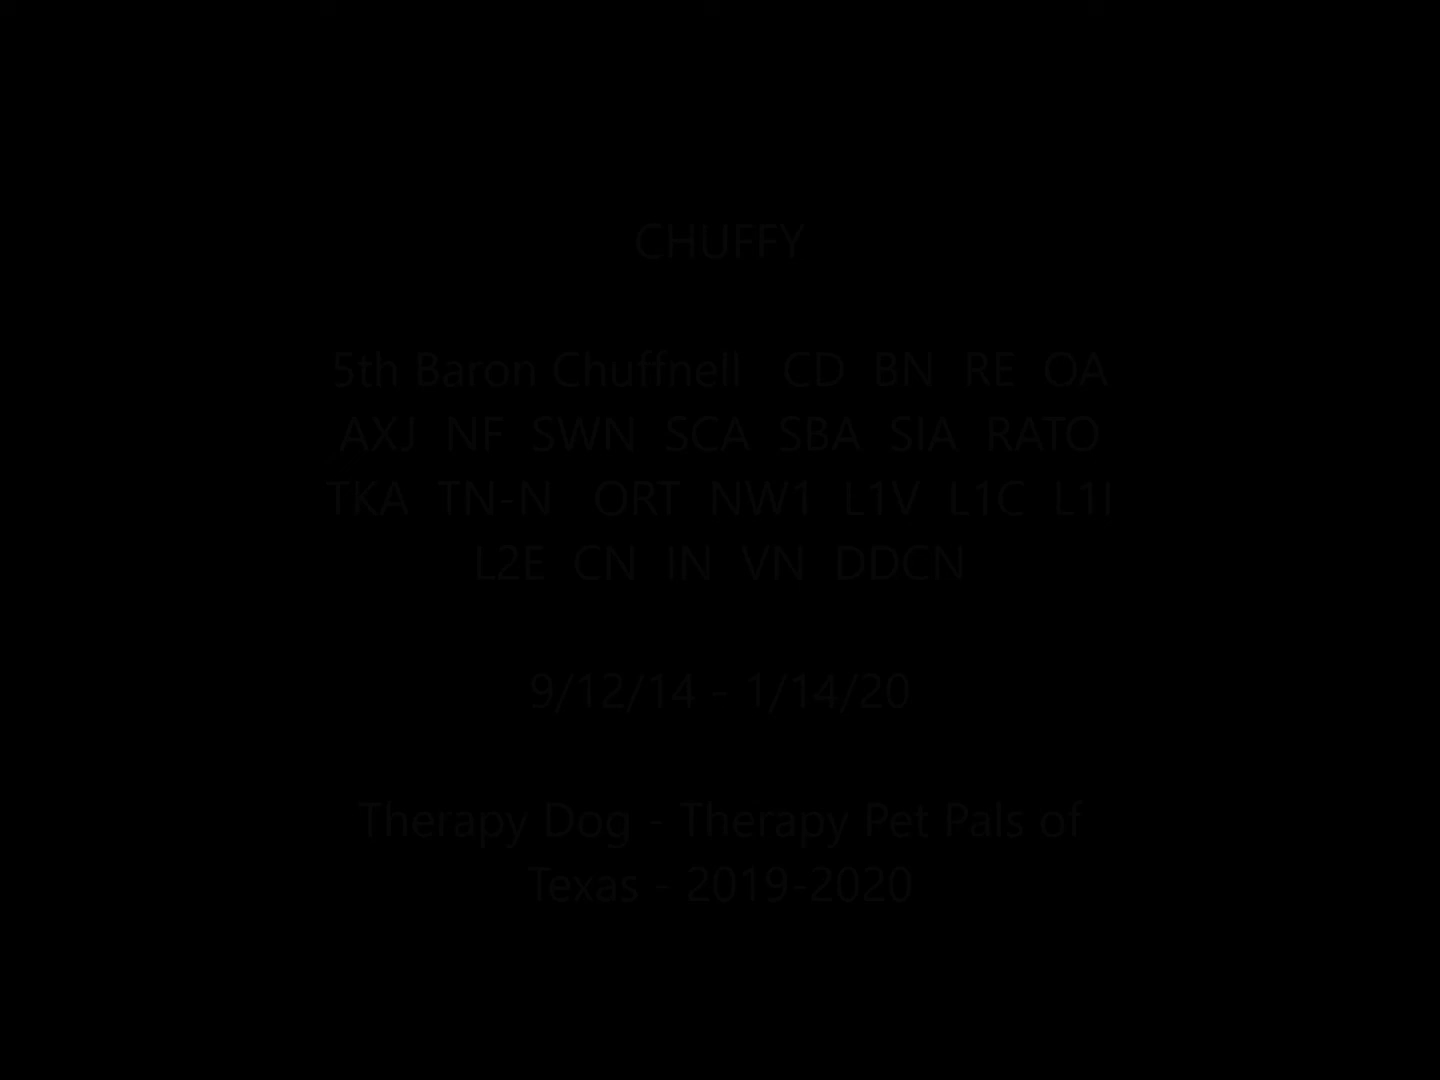 CHUFFY
5th Baron Chuffnell CD BN RE OA
AXJ NF SWN SCA SBA SIA RATO
TKA TN-N ORT NW1 L1V L1C L1I
L2E CN IN VN DDCN
9/12/14 - 1/14/20
Therapy Dog - Therapy Pet Pals of
Texas - 2019-2020